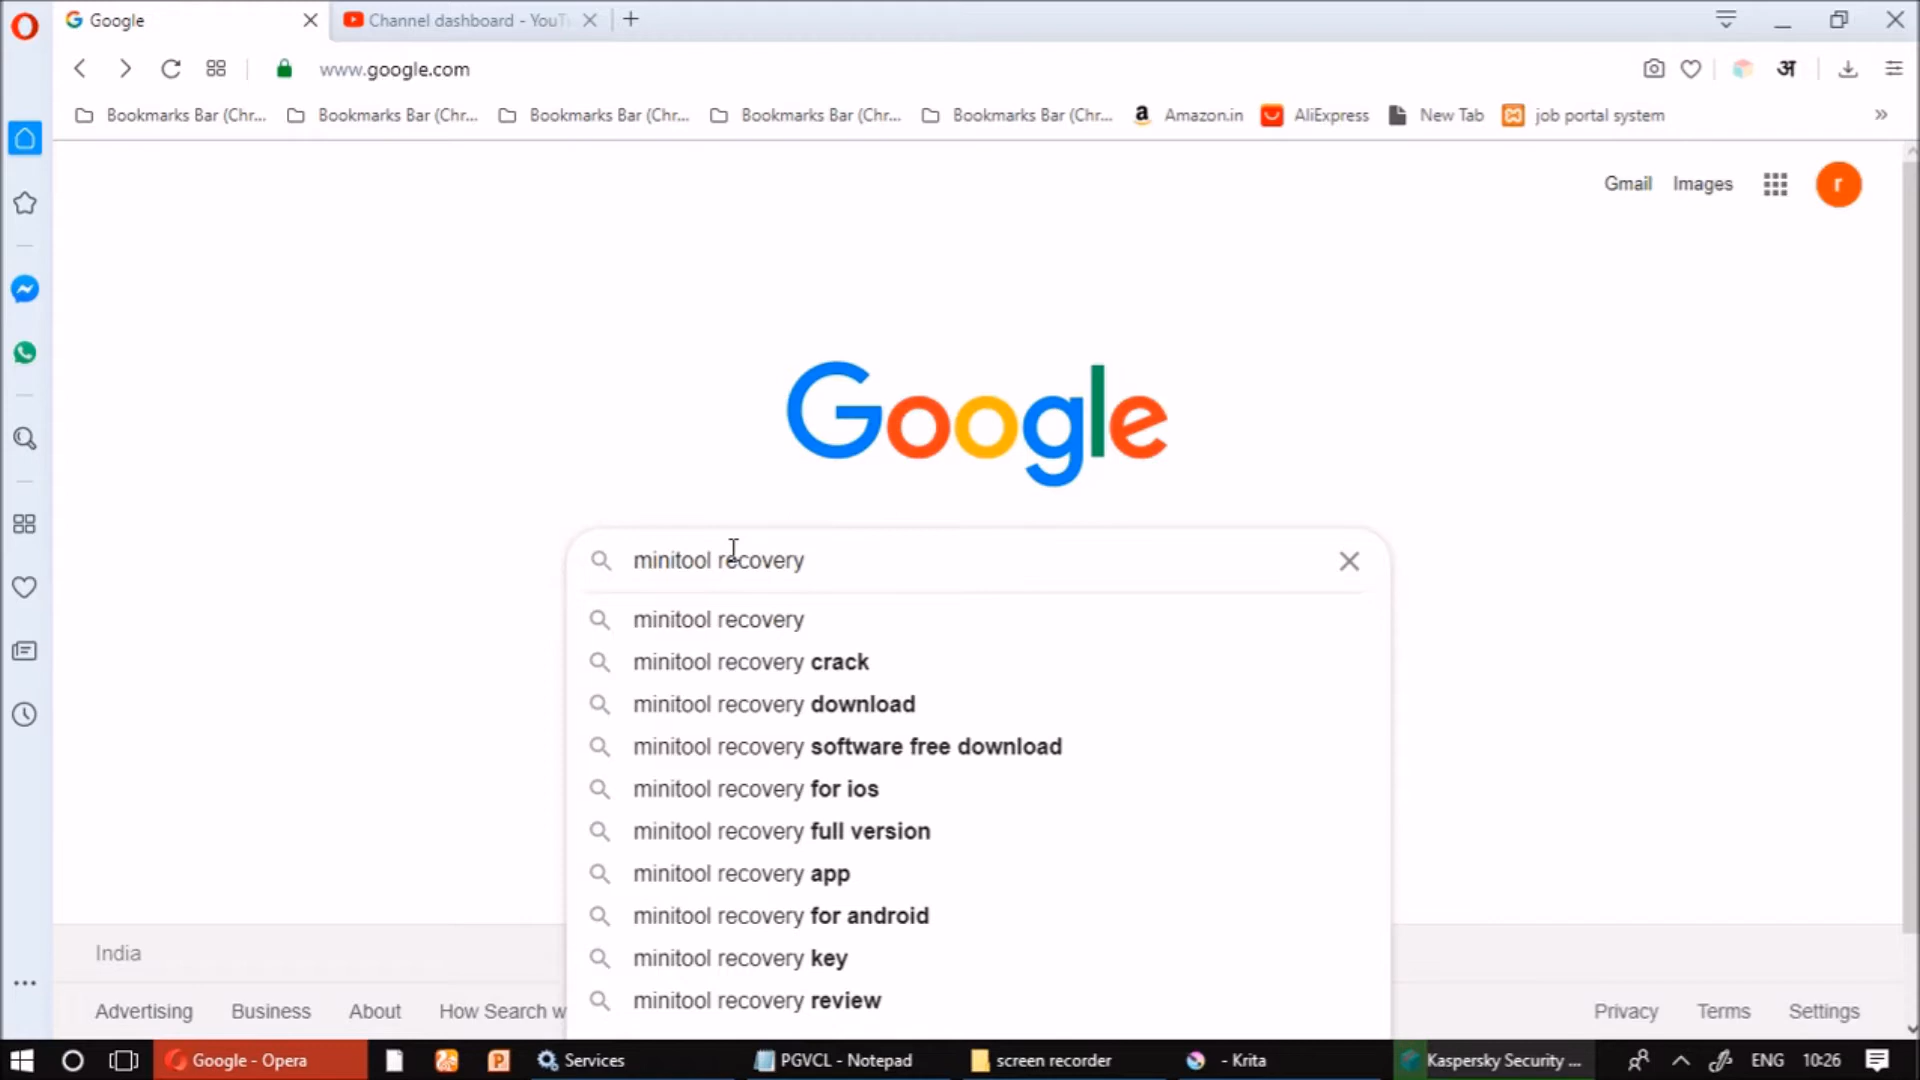 Google
Channel dashboard - YouT
www.google.com
Bookmarks Bar (Chr...
Bookmarks Bar (Chr...
Bookmarks Bar (Chr...
Bookmarks Bar (Chr...
Bookmarks Bar (Chr...
Amazon.in
AliExpress
New Tab
job portal system
अ
Gmail
Images
r
Google
minitool recovery
minitool recovery
minitool recovery crack
minitool recovery download
minitool recovery software free download
minitool recovery for ios
minitool recovery full version
minitool recovery app
minitool recovery for android
minitool recovery key
minitool recovery review
India
Advertising
Business
About
How Search w
Privacy
Terms
Settings
Google - Opera
Services
PGVCL - Notepad
screen recorder
- Krita
Kaspersky Security ...
ENG
10:26